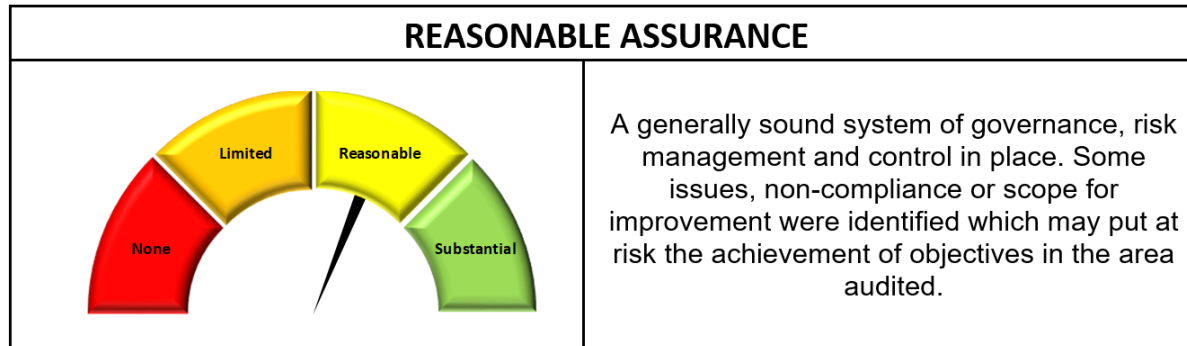 REASONABLE ASSURANCE
Limited
Reasonable
None
Substantial
A generally sound system of governance, risk
management and control in place. Some
issues, non-compliance or scope for
improvement were identified which may put at
risk the achievement of objectives in the area
audited.